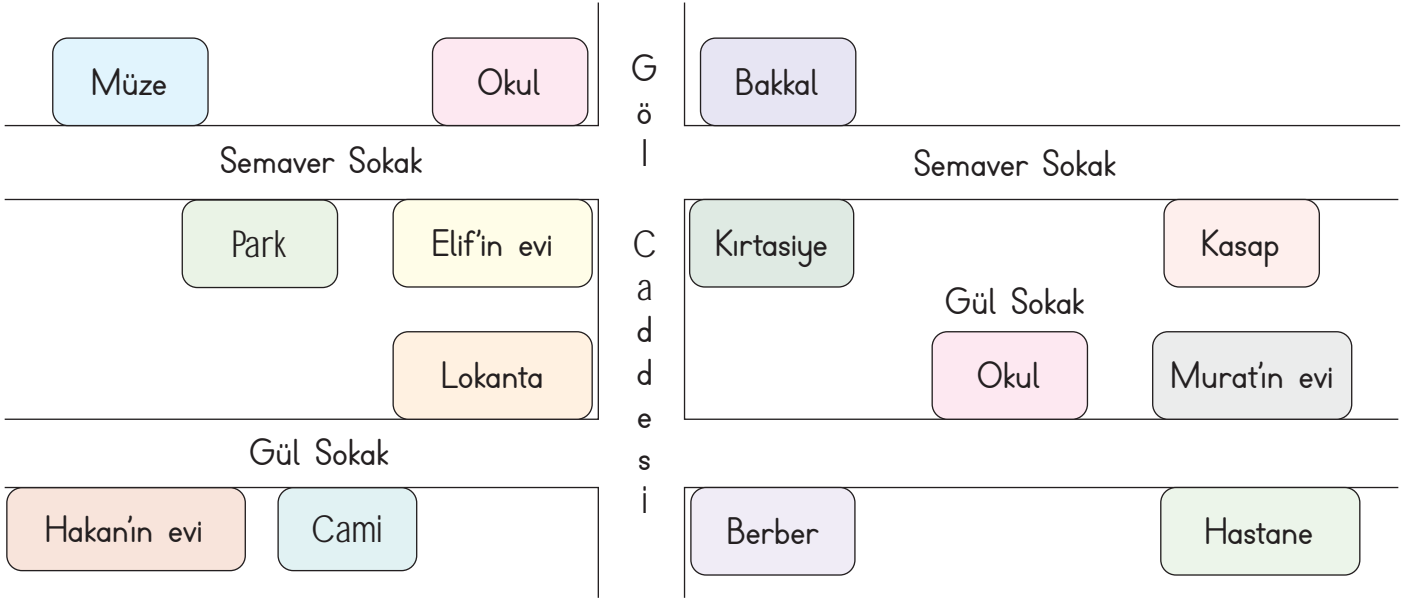 Müze
Okul
Göl Caddesi
Bakkal
Semaver Sokak
Semaver Sokak
Park
Elif'in evi
Kırtasiye
Kasap
Gül Sokak
Lokanta
Okul
Murat'ın evi
Gül Sokak
Hakan'ın evi
Cami
Berber
Hastane